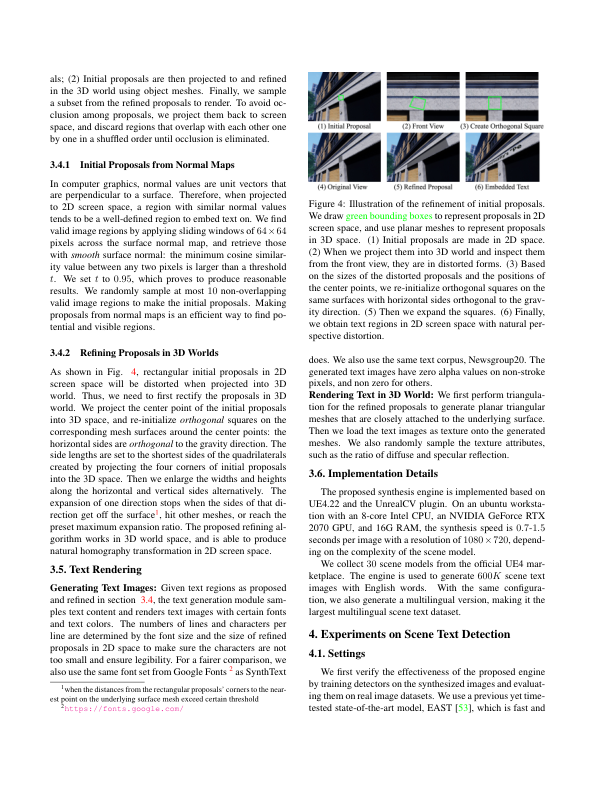 als; (2) Initial proposals are then projected to and refined
in the 3D world using object meshes. Finally, we sample
a subset from the refined proposals to render. To avoid oc-
clusion among proposals, we project them back to screen
space, and discard regions that overlap with each other one
by one in a shuffled order until occlusion is eliminated.
3.4.1 Initial Proposals from Normal Maps
In computer graphics, normal values are unit vectors that
are perpendicular to a surface. Therefore, when projected
to 2D screen space, a region with similar normal values
tends to be a well-defined region to embed text on. We find
valid image regions by applying sliding windows of 64 × 64
pixels across the surface normal map, and retrieve those
with smooth surface normal: the minimum cosine similar-
ity value between any two pixels is larger than a threshold
t. We set t to 0.95, which proves to produce reasonable
results. We randomly sample at most 10 non-overlapping
valid image regions to make the initial proposals. Making
proposals from normal maps is an efficient way to find po-
tential and visible regions.
3.4.2 Refining Proposals in 3D Worlds
As shown in Fig. 4, rectangular initial proposals in 2D
screen space will be distorted when projected into 3D
world. Thus, we need to first rectify the proposals in 3D
world. We project the center point of the initial proposals
into 3D space, and re-initialize orthogonal squares on the
corresponding mesh surfaces around the center points: the
horizontal sides are orthogonal to the gravity direction. The
side lengths are set to the shortest sides of the quadrilaterals
created by projecting the four corners of initial proposals
into the 3D space. Then we enlarge the widths and heights
along the horizontal and vertical sides alternatively. The
expansion of one direction stops when the sides of that di-
rection get off the surface1, hit other meshes, or reach the
preset maximum expansion ratio. The proposed refining al-
gorithm works in 3D world space, and is able to produce
natural homography transformation in 2D screen space.
3.5. Text Rendering
Generating Text Images: Given text regions as proposed
and refined in section 3.4, the text generation module sam-
ples text content and renders text images with certain fonts
and text colors. The numbers of lines and characters per
line are determined by the font size and the size of refined
proposals in 2D space to make sure the characters are not
too small and ensure legibility. For a fairer comparison, we
also use the same font set from Google Fonts 2 as SynthText
1when the distances from the rectangular proposals' corners to the near-
est point on the underlying surface mesh exceed certain threshold
2https://fonts.google.com/
(1) Initial Proposal (2) Front View (3) Create Orthogonal Square
(4) Original View (5) Refined Proposal (6) Embedded Text
Figure 4: Illustration of the refinement of initial proposals.
We draw green bounding boxes to represent proposals in 2D
screen space, and use planar meshes to represent proposals
in 3D space. (1) Initial proposals are made in 2D space.
(2) When we project them into 3D world and inspect them
from the front view, they are in distorted forms. (3) Based
on the sizes of the distorted proposals and the positions of
the center points, we re-initialize orthogonal squares on the
same surfaces with horizontal sides orthogonal to the grav-
ity direction. (5) Then we expand the squares. (6) Finally,
we obtain text regions in 2D screen space with natural per-
spective distortion.
does. We also use the same text corpus, Newsgroup20. The
generated text images have zero alpha values on non-stroke
pixels, and non zero for others.
Rendering Text in 3D World: We first perform triangula-
tion for the refined proposals to generate planar triangular
meshes that are closely attached to the underlying surface.
Then we load the text images as texture onto the generated
meshes. We also randomly sample the texture attributes,
such as the ratio of diffuse and specular reflection.
3.6. Implementation Details
The proposed synthesis engine is implemented based on
UE4.22 and the UnrealCV plugin. On an ubuntu worksta-
tion with an 8-core Intel CPU, an NVIDIA GeForce RTX
2070 GPU, and 16G RAM, the synthesis speed is 0.7-1.5
seconds per image with a resolution of 1080 × 720, depend-
ing on the complexity of the scene model.
We collect 30 scene models from the official UE4 mar-
ketplace. The engine is used to generate 600K scene text
images with English words. With the same configura-
tion, we also generate a multilingual version, making it the
largest multilingual scene text dataset.
4. Experiments on Scene Text Detection
4.1. Settings
We first verify the effectiveness of the proposed engine
by training detectors on the synthesized images and evaluat-
ing them on real image datasets. We use a previous yet time-
tested state-of-the-art model, EAST [53], which is fast and